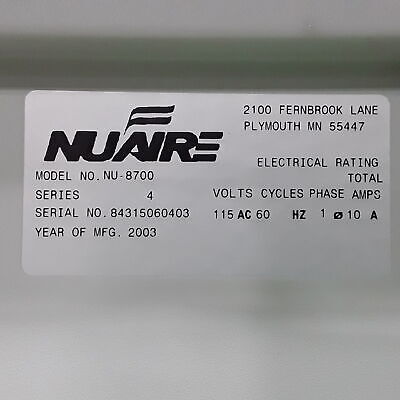 NUAIRE
2100 FERNBROOK LANE
PLYMOUTH MN 55447
MODEL NO. NU-8700
SERIES 4
SERIAL NO. 84315060403
YEAR OF MFG. 2003
ELECTRICAL RATING
TOTAL
VOLTS CYCLES PHASE AMPS
115 AC 60 HZ 1 ø 10 A